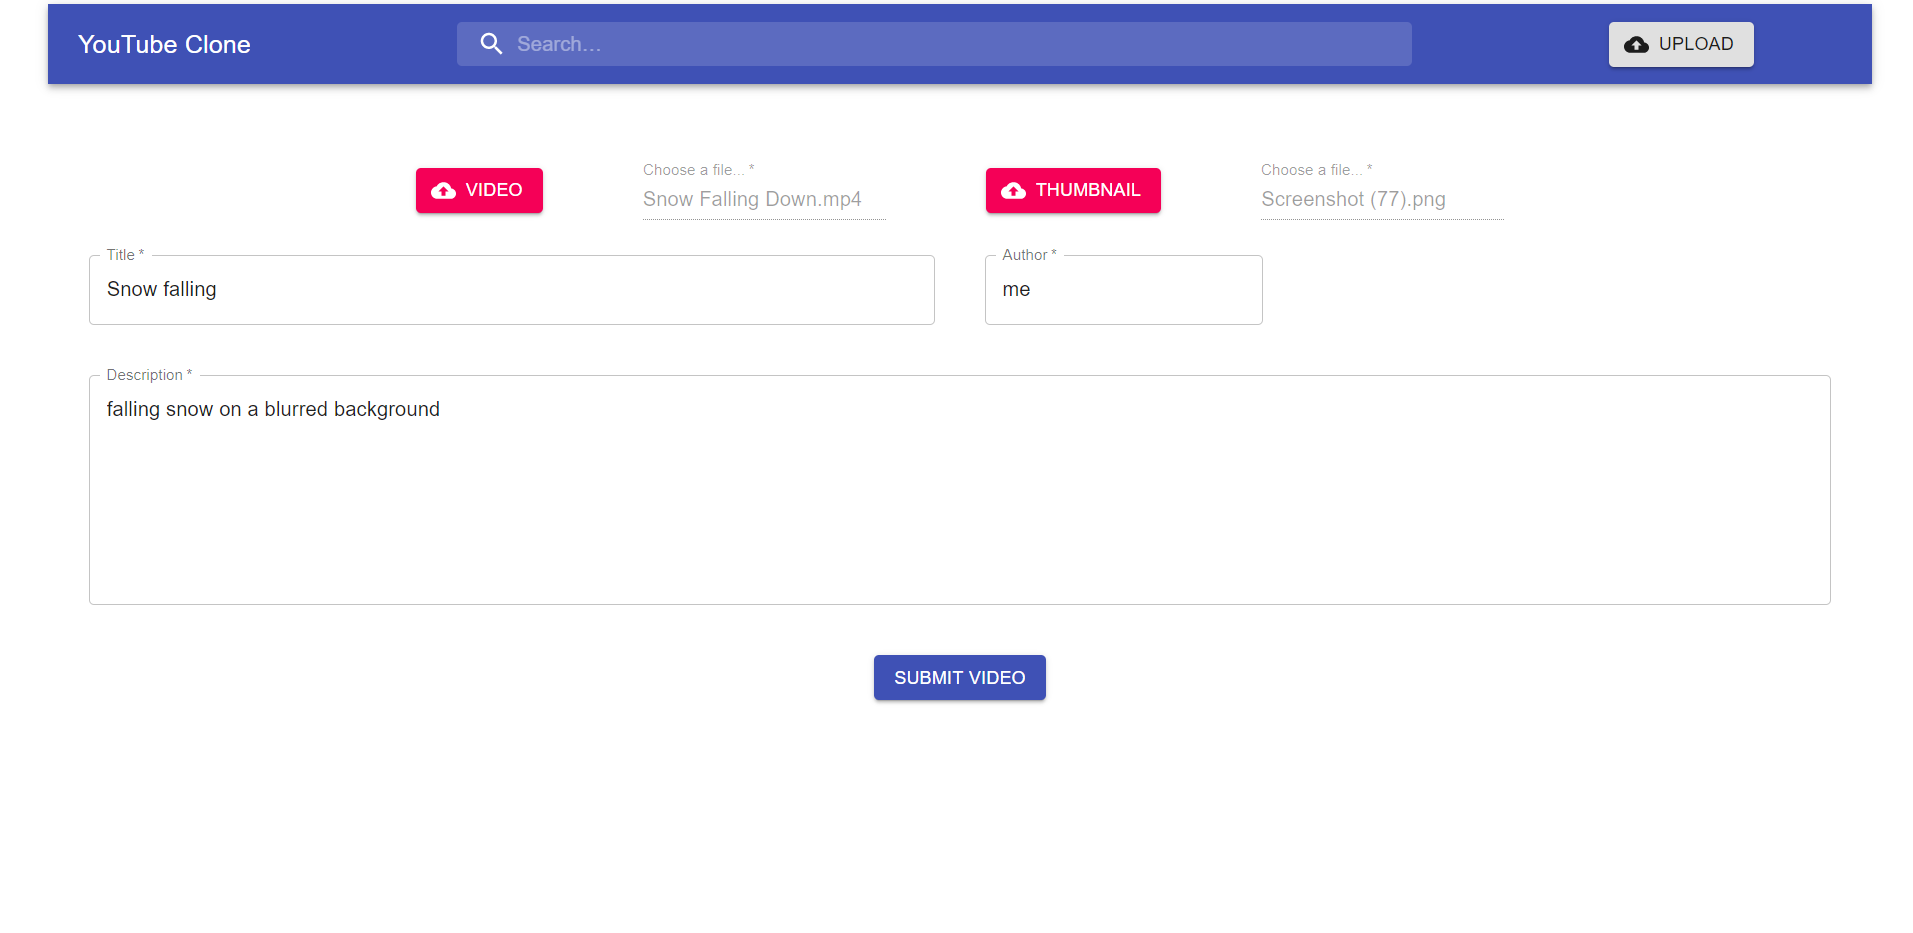 YouTube Clone
Search...
UPLOAD
VIDEO
Choose a file... *
Snow Falling Down.mp4
THUMBNAIL
Choose a file... *
Screenshot (77).png
Title *
Snow falling
Author *
me
Description *
falling snow on a blurred background
SUBMIT VIDEO